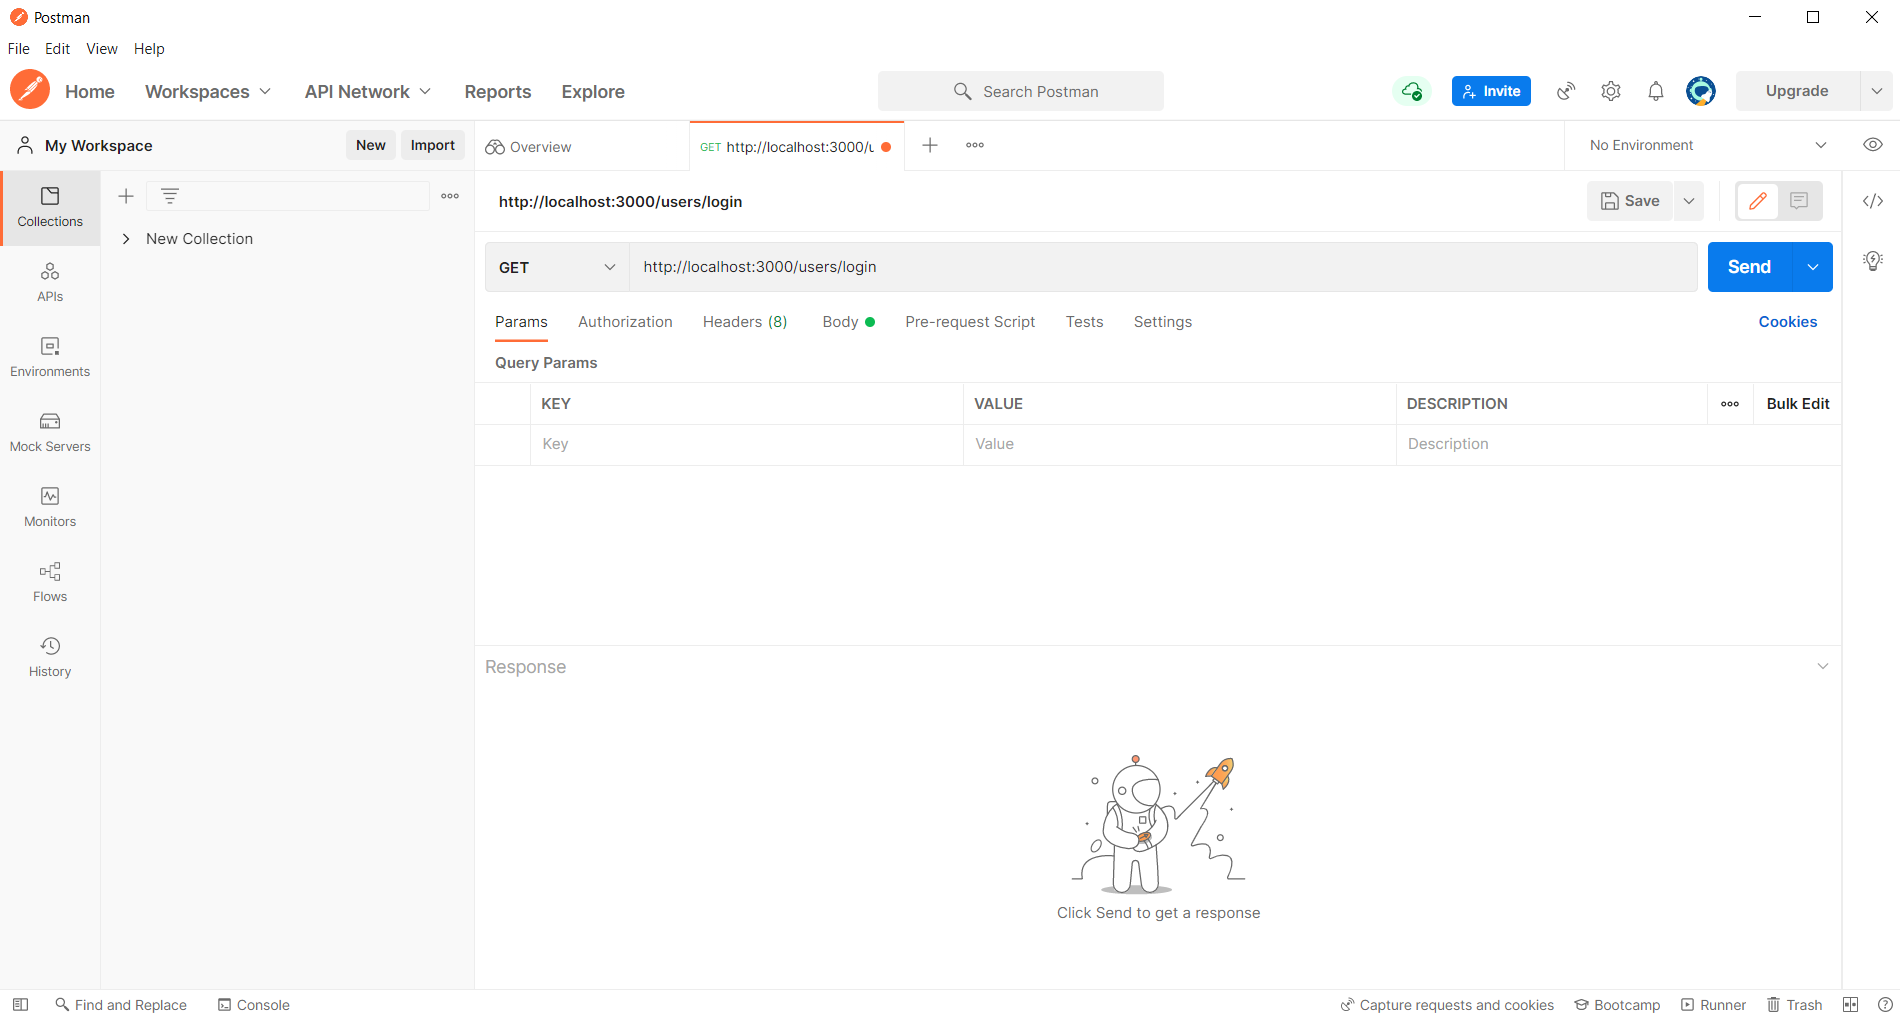 Postman
File Edit View Help
Home Workspaces API Network Reports Explore Search Postman Invite Upgrade
My Workspace New Import Overview GET http://localhost:3000/u No Environment
http://localhost:3000/users/login Save
Collections
New Collection
GET http://localhost:3000/users/login Send
APIs
Params Authorization Headers (8) Body Pre-request Script Tests Settings Cookies
Query Params
Environments
KEY VALUE DESCRIPTION Bulk Edit
Key Value Description
Mock Servers
Monitors
Flows
History
Response
Click Send to get a response
Find and Replace Console Capture requests and cookies Bootcamp Runner Trash